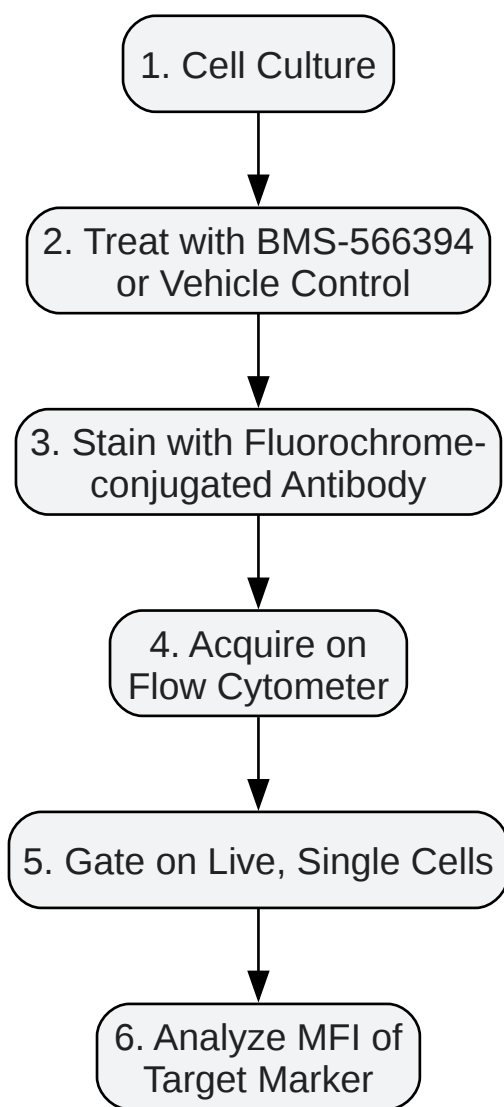 1. Cell Culture
2. Treat with BMS-566394
or Vehicle Control
3. Stain with Fluorochrome-
conjugated Antibody
4. Acquire on
Flow Cytometer
5. Gate on Live, Single Cells
6. Analyze MFI of
Target Marker